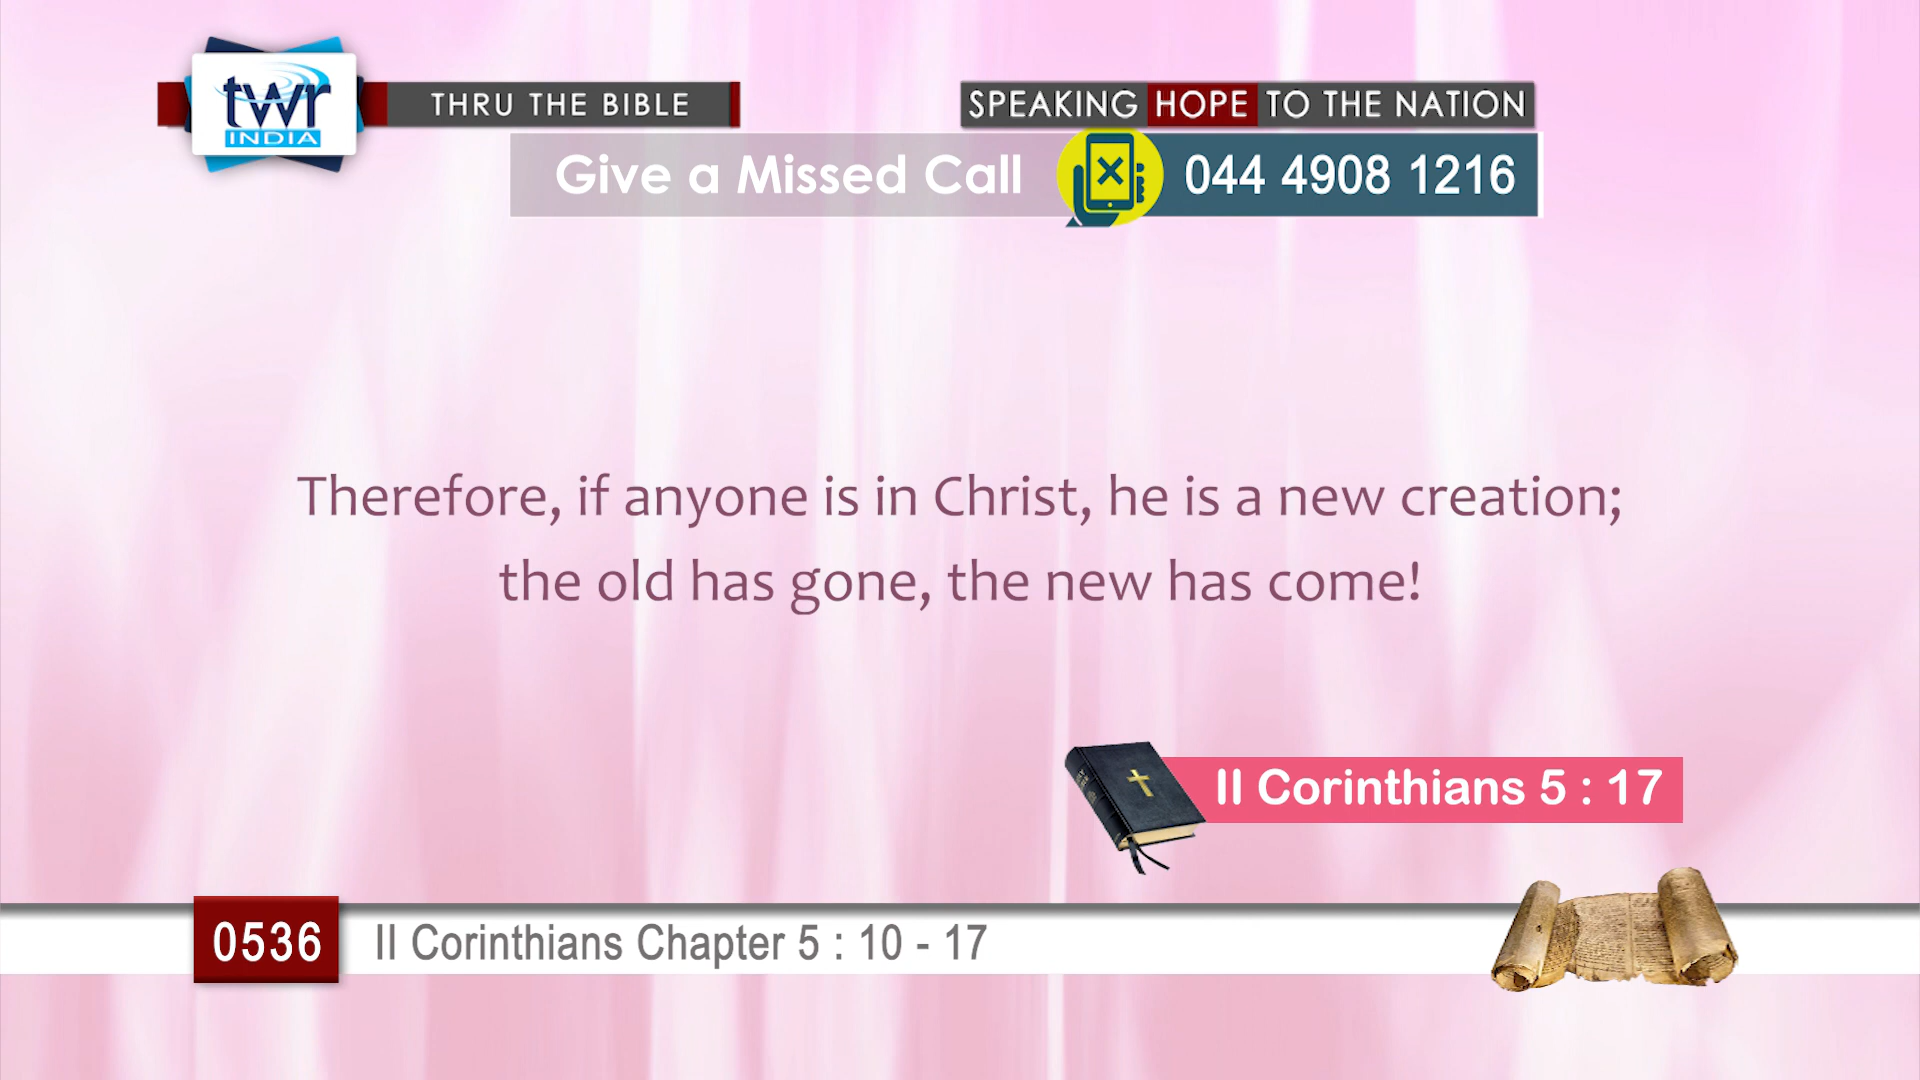 twr
INDIA
THRU THE BIBLE
SPEAKING HOPE TO THE NATION
Give a Missed Call
044 4908 1216
Therefore, if anyone is in Christ, he is a new creation;
the old has gone, the new has come!
II Corinthians 5 : 17
0536
II Corinthians Chapter 5 : 10 - 17